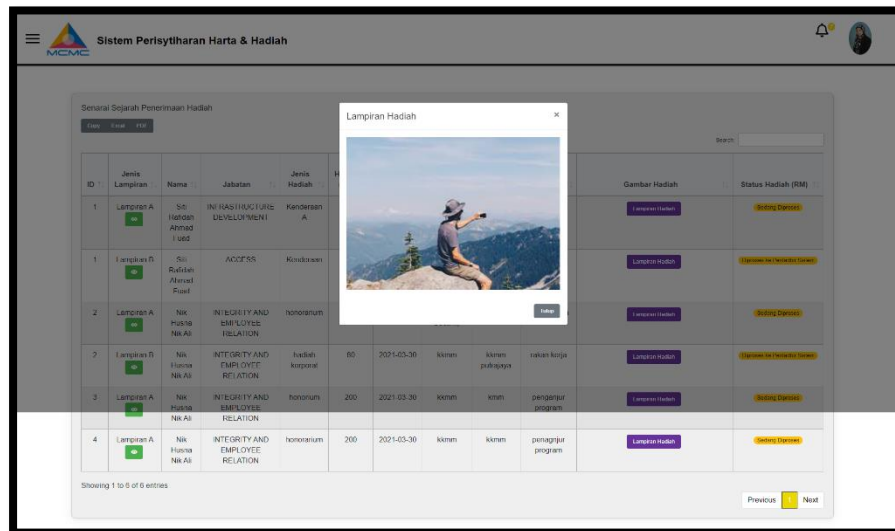 MCMC
Sistem Perisytiharan Harta & Hadiah
Senarai Sejarah Penerimaan Hadiah
Copy Excel PDF
Search:
Lampiran Hadiah ×
Tutup
ID Jenis Lampiran Nama Jabatan Jenis Hadiah Gambar Hadiah Status Hadiah (RM)
1 Lampiran A Siti Rafidah Ahmad Fuad INFRASTRUCTURE DEVELOPMENT Kenderaan A Lampiran Hadiah Sedang Diproses
1 Lampiran B Siti Rafidah Ahmad Fuad ACCESS Kenderaan Lampiran Hadiah
2 Lampiran A Nik Husna Nik Ali INTEGRITY AND EMPLOYEE RELATION honorarium Lampiran Hadiah Sedang Diproses
2 Lampiran B Nik Husna Nik Ali INTEGRITY AND EMPLOYEE RELATION hadiah korporat 80 2021-03-30 kkmm kkmm putrajaya rakan kerja Lampiran Hadiah
3 Lampiran A Nik Husna Nik Ali INTEGRITY AND EMPLOYEE RELATION 200 2021-03-30 kkmm kmm penganjur program Lampiran Hadiah Sedang Diproses
4 Lampiran A Nik Husna Nik Ali INTEGRITY AND EMPLOYEE RELATION honorarium 200 2021-03-30 kkmm kkmm penagnjur program Lampiran Hadiah Sedang Diproses
Showing 1 to 6 of 6 entries
Previous 1 Next